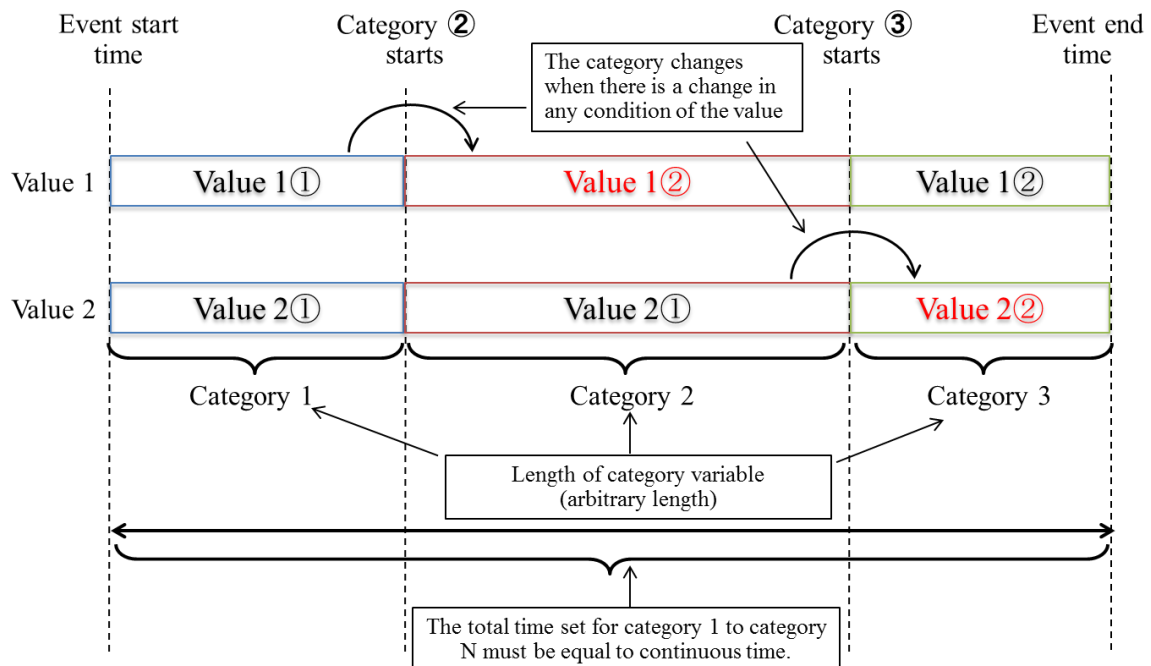 Event start
time
Category ②
starts
Category ③
starts
Event end
time
The category changes
when there is a change in
any condition of the value
Value 1
Value 1①
Value 1②
Value 1②
Value 2
Value 2①
Value 2①
Value 2②
Category 1
Category 2
Category 3
Length of category variable
(arbitrary length)
The total time set for category 1 to category
N must be equal to continuous time.